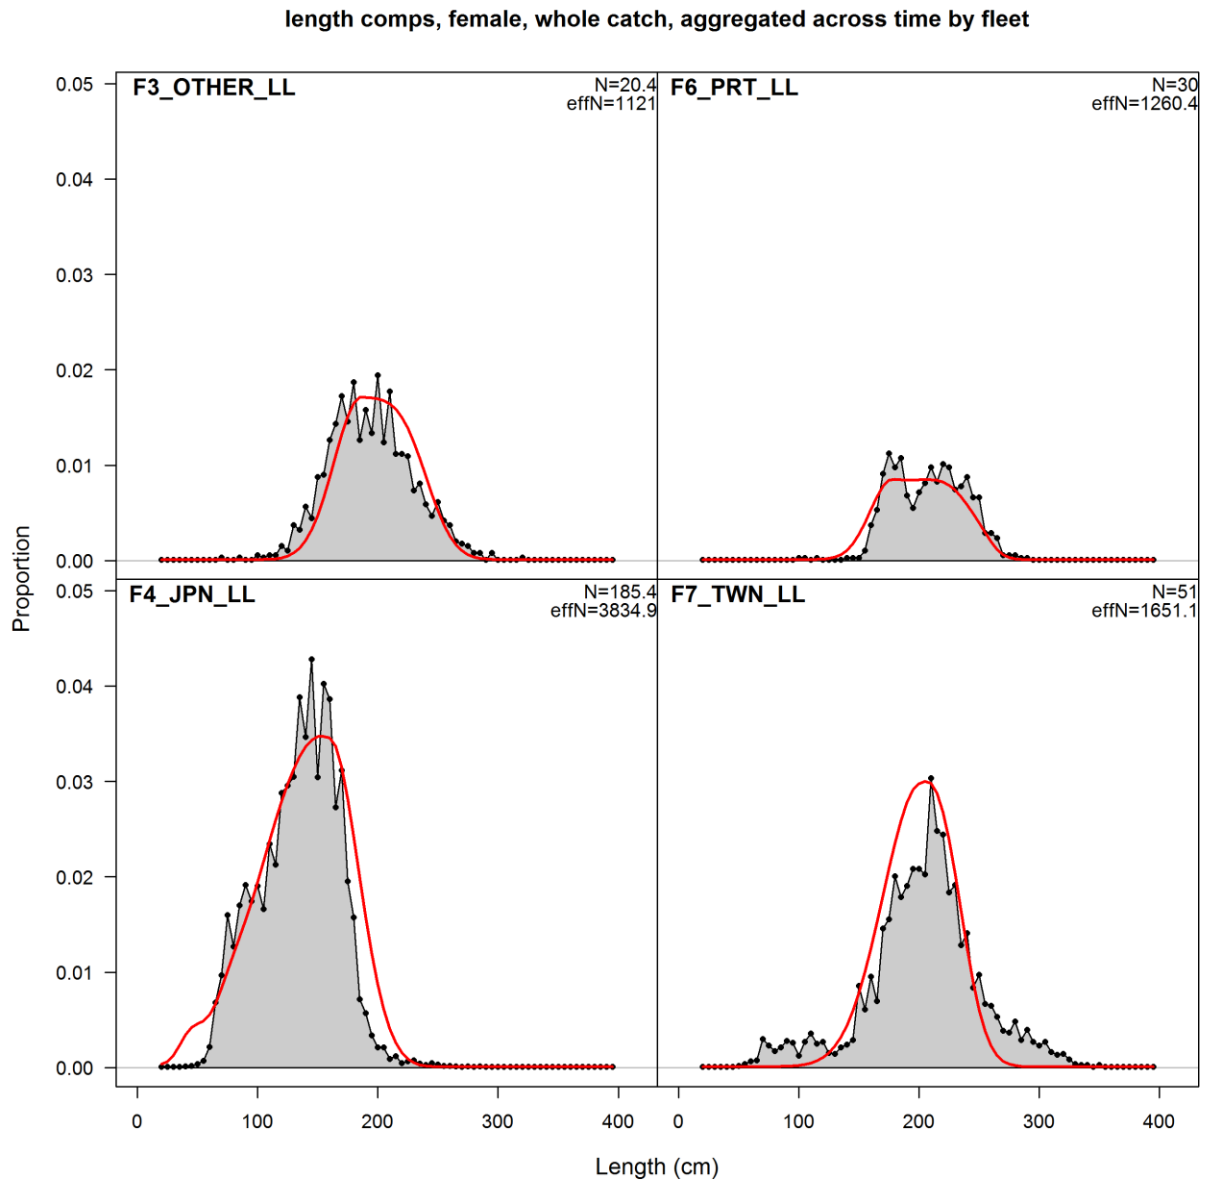 length comps, female, whole catch, aggregated across time by fleet
F3_OTHER_LL
N=20.4
effN=1121
F6_PRT_LL
N=30
effN=1260.4
0.05
0.04
0.03
0.02
0.01
0.00
F4_JPN_LL
N=185.4
effN=3834.9
F7_TWN_LL
N=51
effN=1651.1
0.05
0.04
0.03
0.02
0.01
0.00
Proportion
0 100 200 300 400
0 100 200 300 400
Length (cm)